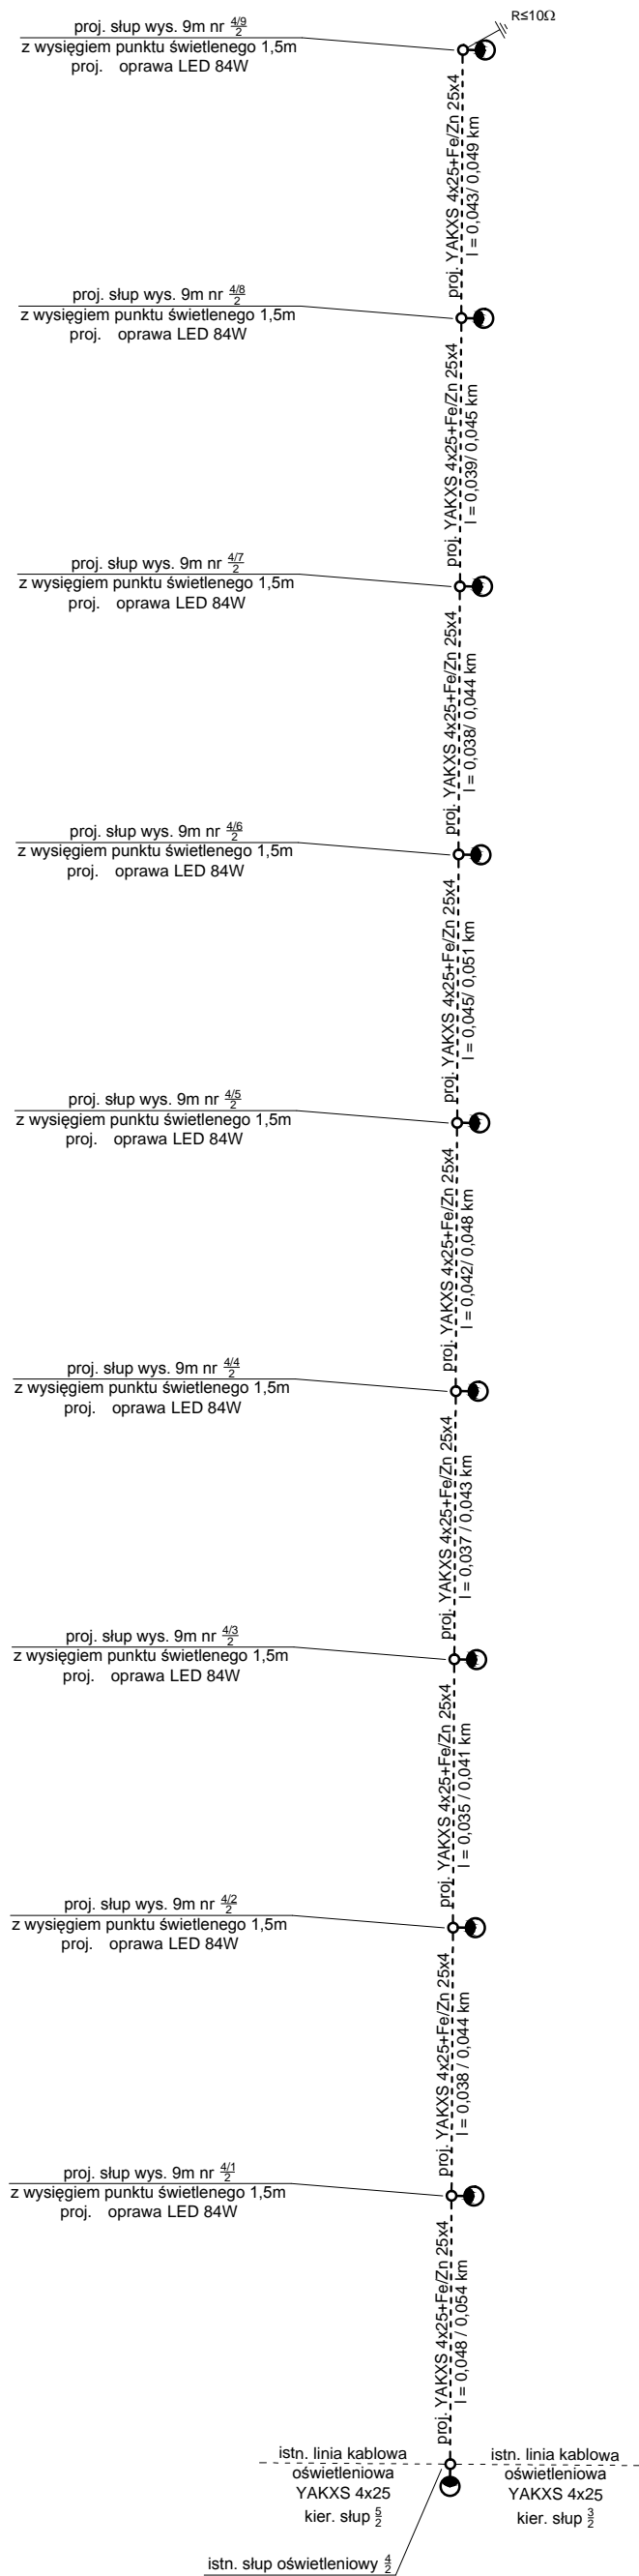 R≤10Ω
proj. słup wys. 9m nr 4/9/2
z wysięgiem punktu świetlenego 1,5m
proj. oprawa LED 84W
proj. YAKXS 4x25+Fe/Zn 25x4
l = 0,043/ 0,049 km
proj. słup wys. 9m nr 4/8/2
z wysięgiem punktu świetlenego 1,5m
proj. oprawa LED 84W
proj. YAKXS 4x25+Fe/Zn 25x4
l = 0,039/ 0,045 km
proj. słup wys. 9m nr 4/7/2
z wysięgiem punktu świetlenego 1,5m
proj. oprawa LED 84W
proj. YAKXS 4x25+Fe/Zn 25x4
l = 0,038/ 0,044 km
proj. słup wys. 9m nr 4/6/2
z wysięgiem punktu świetlenego 1,5m
proj. oprawa LED 84W
proj. YAKXS 4x25+Fe/Zn 25x4
l = 0,045/ 0,051 km
proj. słup wys. 9m nr 4/5/2
z wysięgiem punktu świetlenego 1,5m
proj. oprawa LED 84W
proj. YAKXS 4x25+Fe/Zn 25x4
l = 0,042/ 0,048 km
proj. słup wys. 9m nr 4/4/2
z wysięgiem punktu świetlenego 1,5m
proj. oprawa LED 84W
proj. YAKXS 4x25+Fe/Zn 25x4
l = 0,037 / 0,043 km
proj. słup wys. 9m nr 4/3/2
z wysięgiem punktu świetlenego 1,5m
proj. oprawa LED 84W
proj. YAKXS 4x25+Fe/Zn 25x4
l = 0,035 / 0,041 km
proj. słup wys. 9m nr 4/2/2
z wysięgiem punktu świetlenego 1,5m
proj. oprawa LED 84W
proj. YAKXS 4x25+Fe/Zn 25x4
l = 0,038 / 0,044 km
proj. słup wys. 9m nr 4/1/2
z wysięgiem punktu świetlenego 1,5m
proj. oprawa LED 84W
proj. YAKXS 4x25+Fe/Zn 25x4
l = 0,048 / 0,054 km
istn. linia kablowa
oświetleniowa
YAKXS 4x25
kier. słup 5/2
istn. linia kablowa
oświetleniowa
YAKXS 4x25
kier. słup 3/2
istn. słup oświetleniowy 4/2